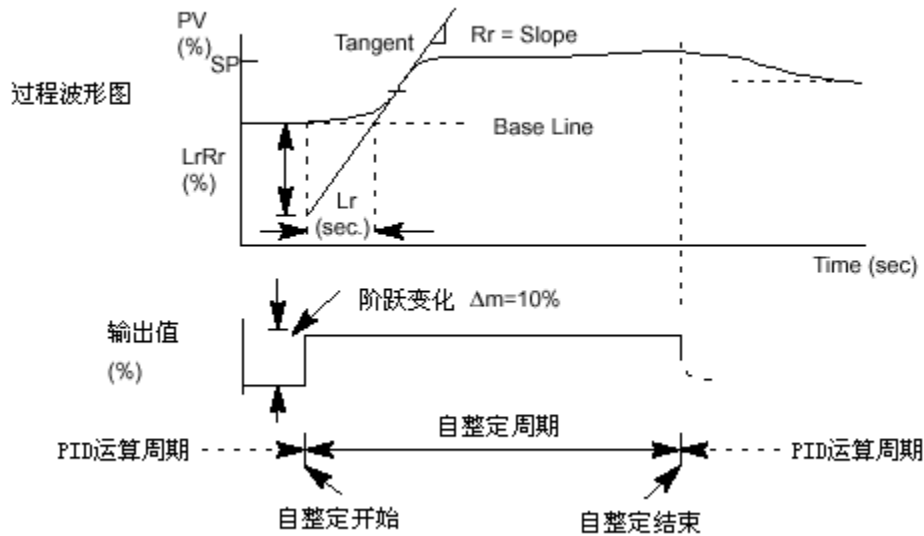 PV
(%)
SP
Tangent
Rr = Slope
过程波形图
Base Line
LrRr
(%)
Lr
(sec.)
Time (sec)
阶跃变化 Δm=10%
输出值
(%)
自整定周期
PID运算周期
PID运算周期
自整定开始
自整定结束